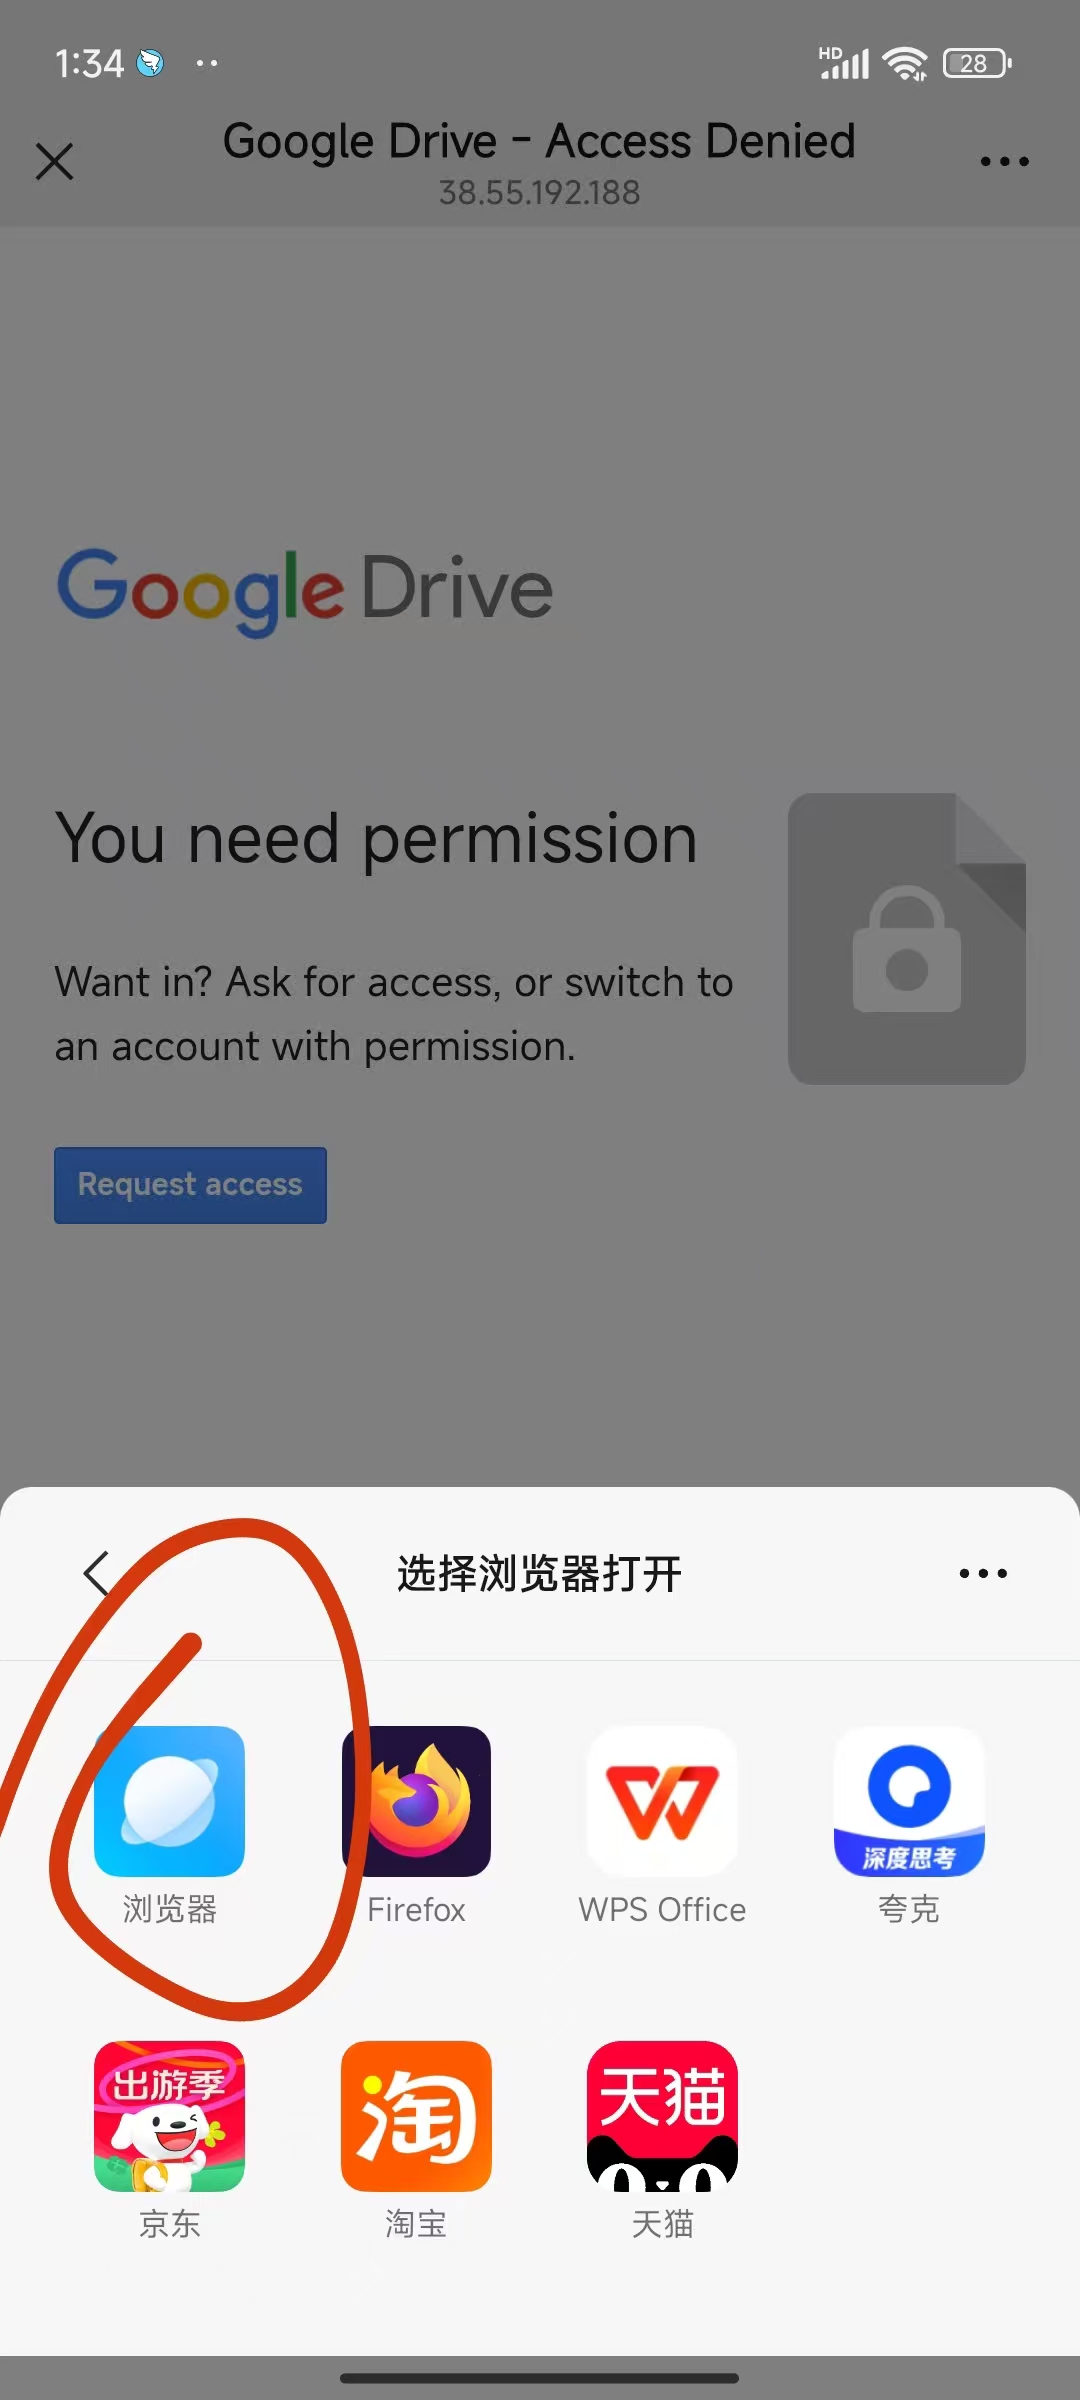 1:34
HD
28
Google Drive - Access Denied
38.55.192.188
Google Drive
You need permission
Want in? Ask for access, or switch to
an account with permission.
Request access
选择浏览器打开
深度思考
浏览器
Firefox
WPS Office
夸克
出游季
淘
天猫
京东
淘宝
天猫